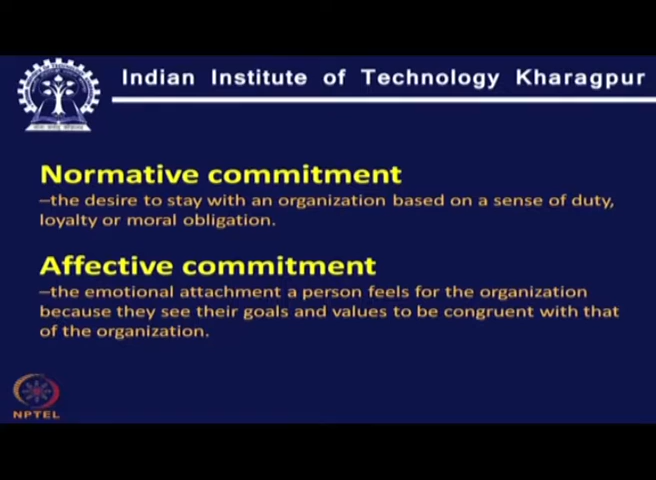 Indian Institute of Technology Kharagpur
Normative commitment
–the desire to stay with an organization based on a sense of duty,
loyalty or moral obligation.
Affective commitment
–the emotional attachment a person feels for the organization
because they see their goals and values to be congruent with that
of the organization.
NPTEL